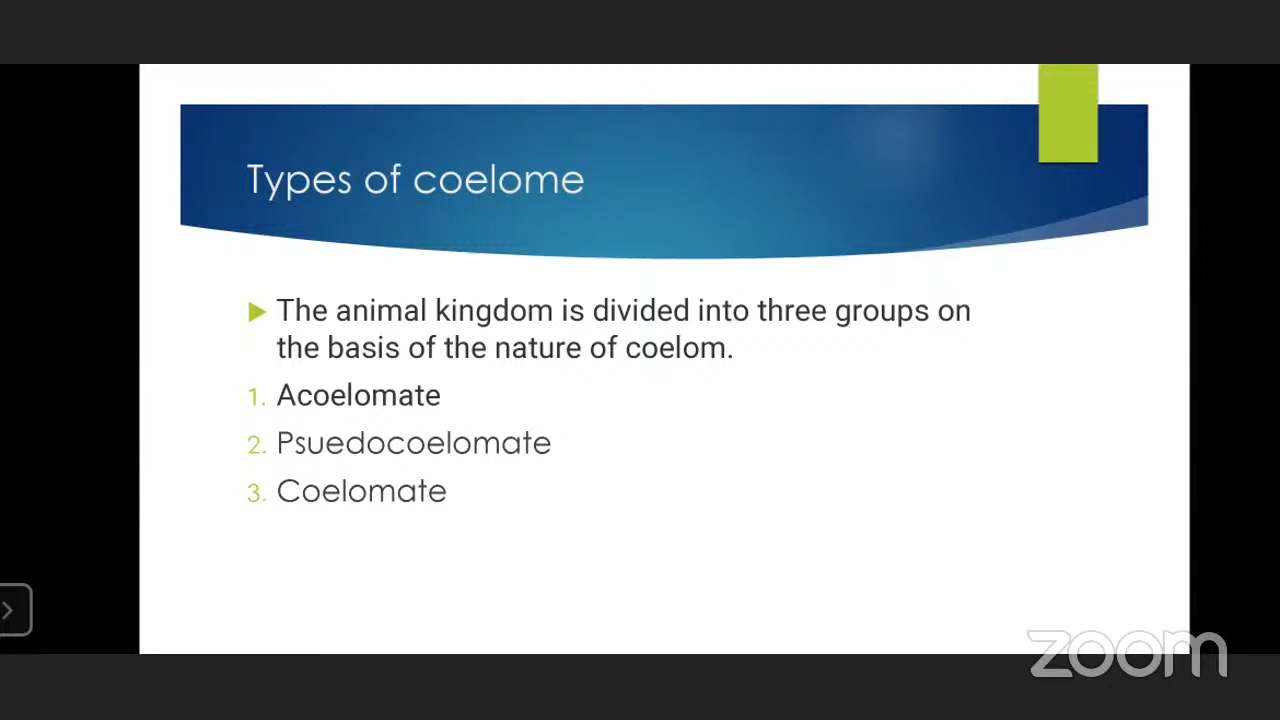 Types of coelome
The animal kingdom is divided into three groups on
the basis of the nature of coelom.
1. Acoelomate
2. Psuedocoelomate
3. Coelomate
zoom